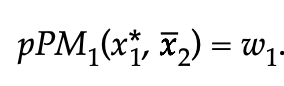 pPM₁(x₁*, x̄₂) = w₁.